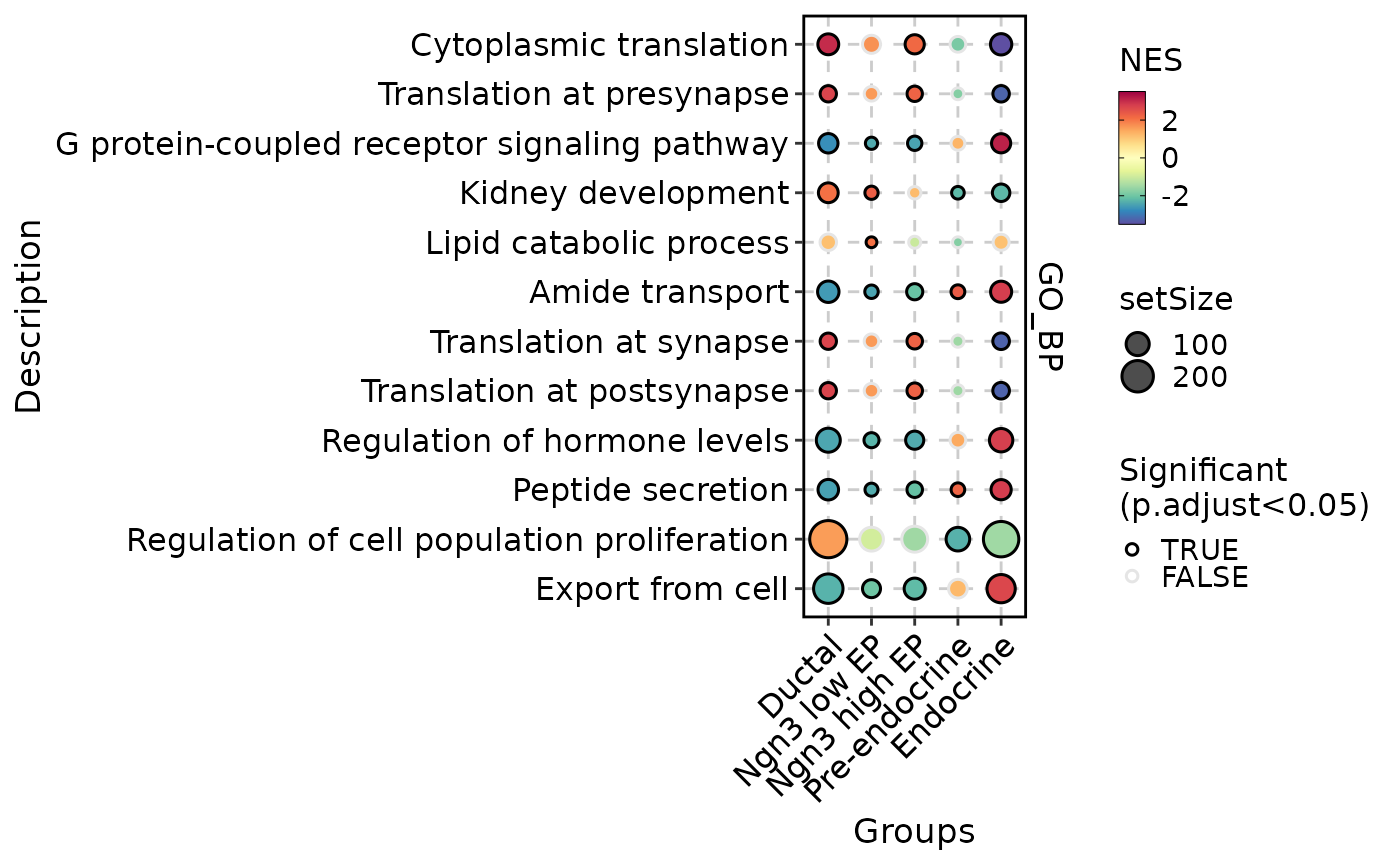 Cytoplasmic translation
Translation at presynapse
G protein-coupled receptor signaling pathway
Kidney development
Lipid catabolic process
Amide transport
Translation at synapse
Translation at postsynapse
Regulation of hormone levels
Peptide secretion
Regulation of cell population proliferation
Export from cell
Description
GO_BP
Ductal
Ngn3 low EP
Ngn3 high EP
Pre-endocrine
Endocrine
Groups
NES
2
0
-2
setSize
100
200
Significant
(p.adjust<0.05)
TRUE
FALSE